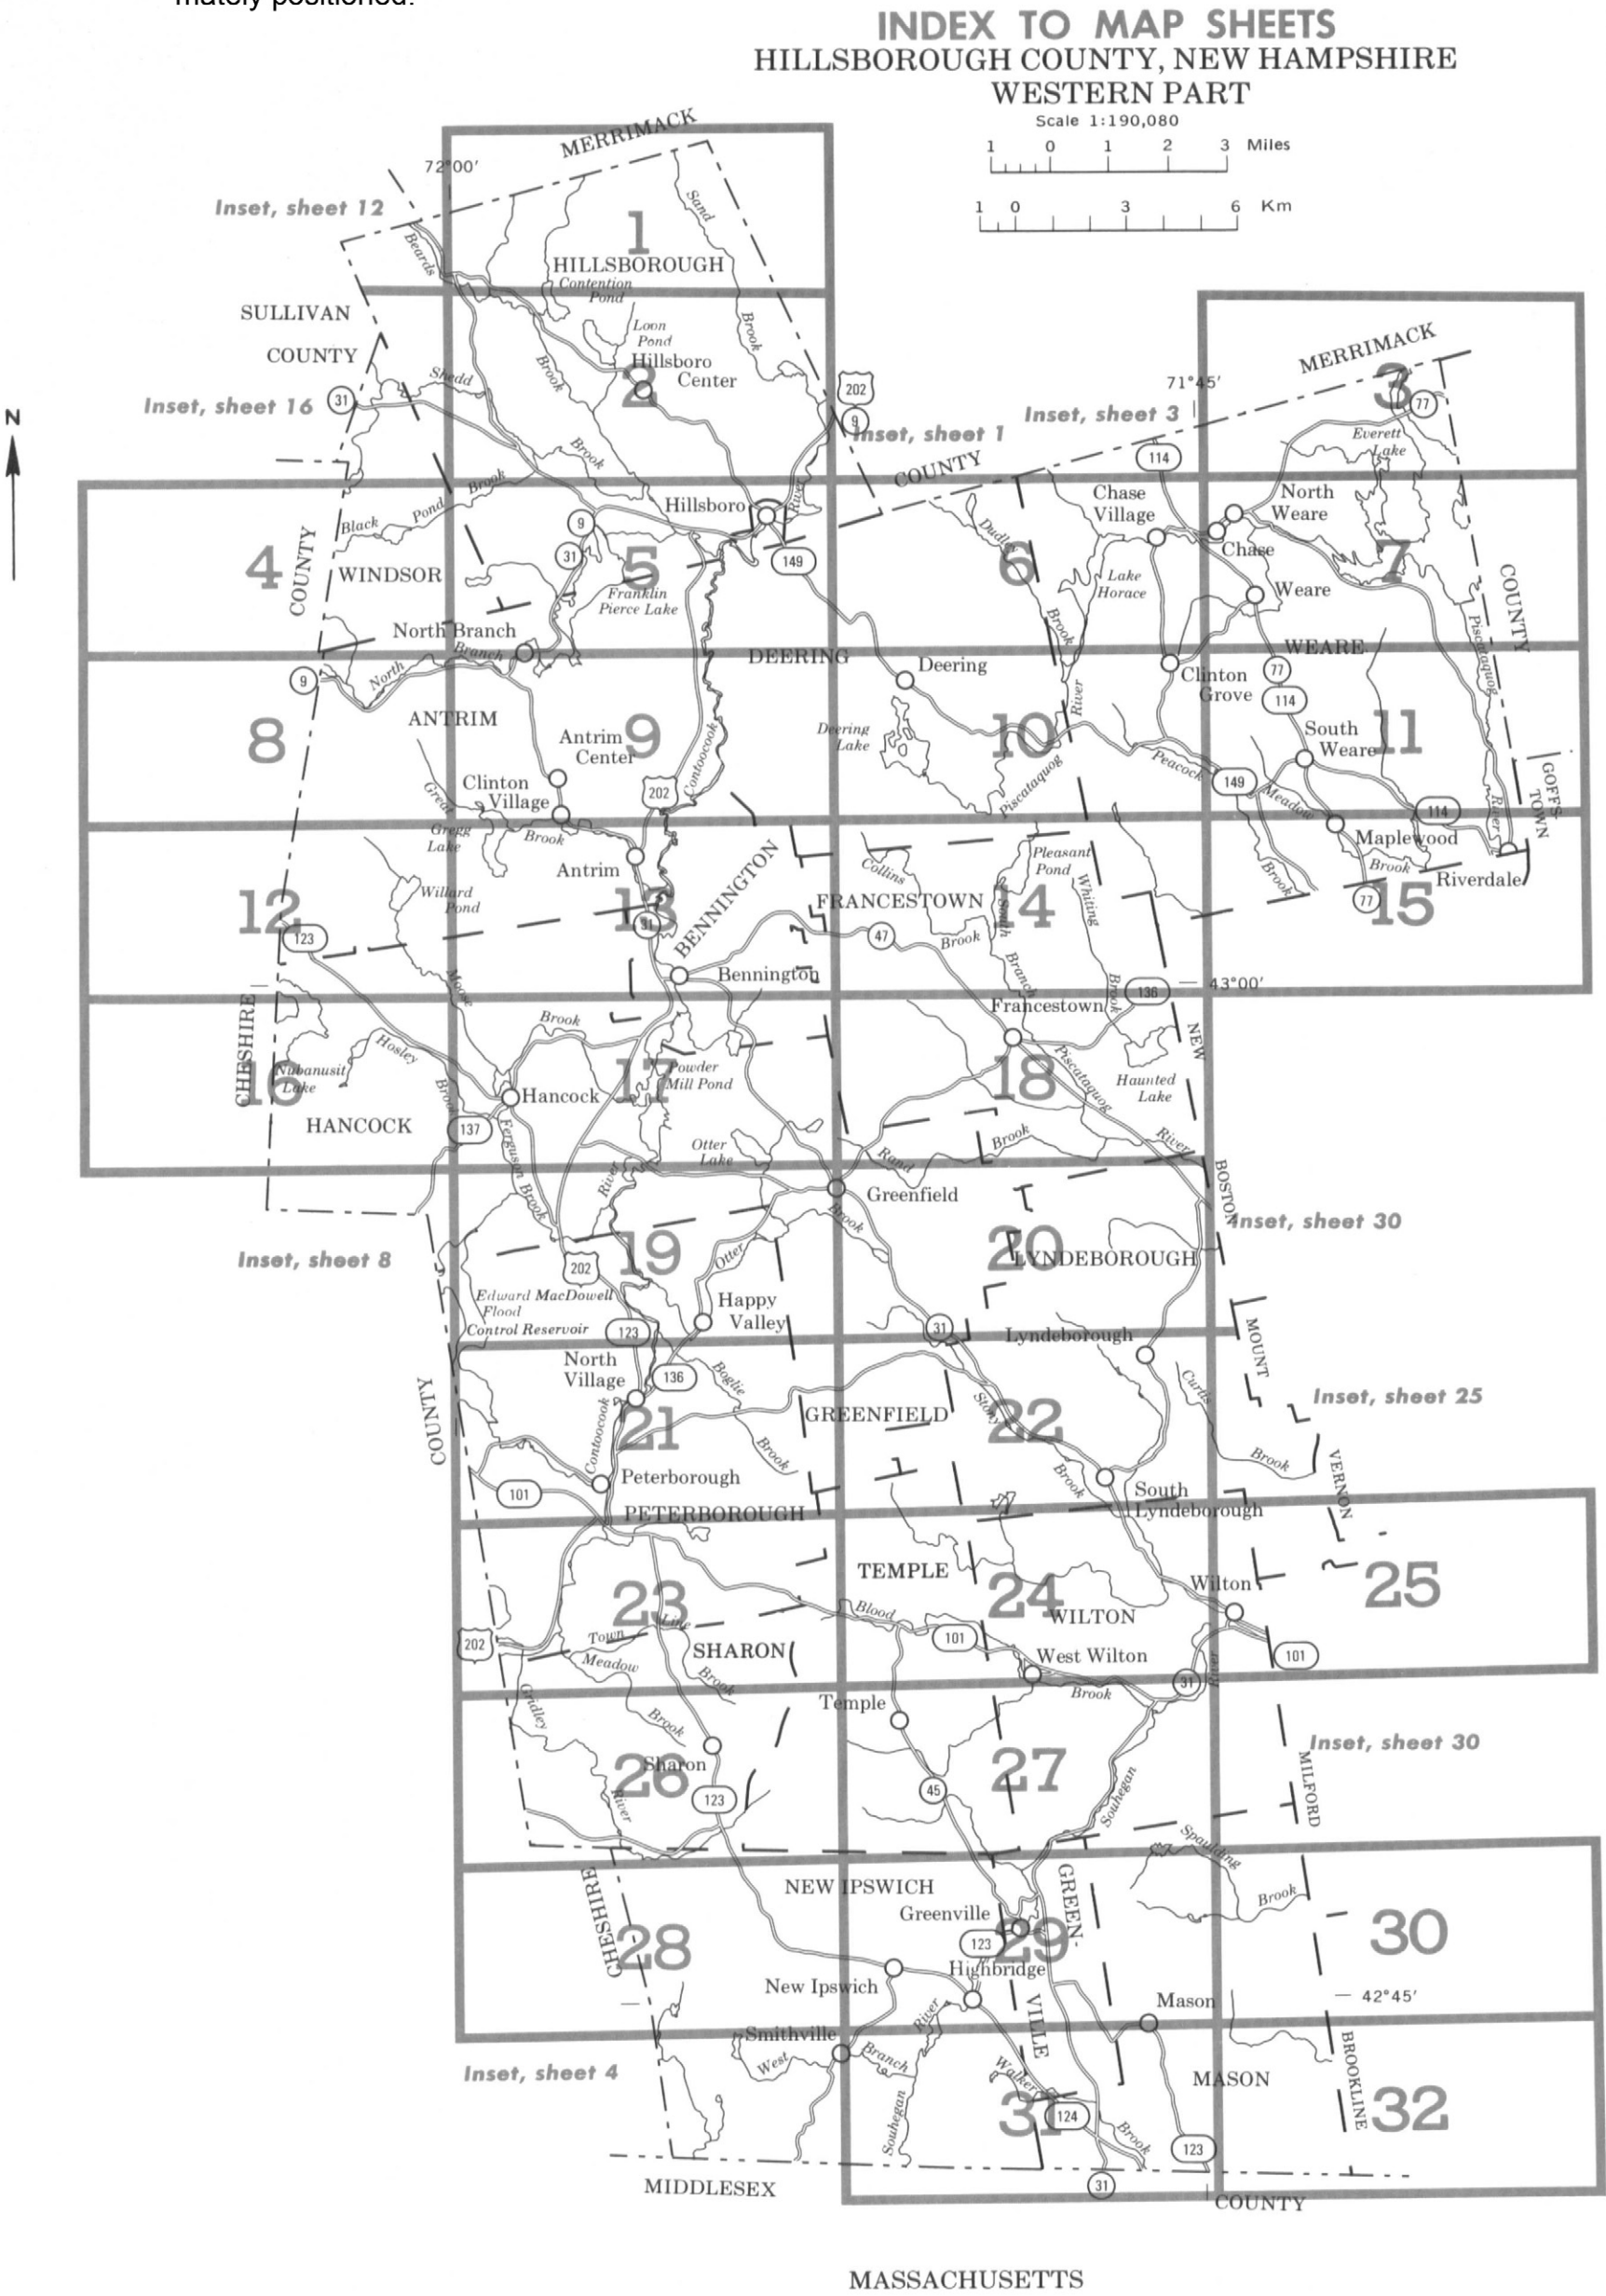 mately positioned.
INDEX TO MAP SHEETS
HILLSBOROUGH COUNTY, NEW HAMPSHIRE
WESTERN PART
Scale 1:190,080
1 0 1 2 3 Miles
1 0 3 6 Km
N
MERRIMACK
72°00′
Inset, sheet 12
Beards
Sand
1
HILLSBOROUGH
Contention
Pond
SULLIVAN
COUNTY
Loon
Pond
Brook
Brook
Hillsboro
Center
2
Shedd
Inset, sheet 16
31
202
9
Inset, sheet 1
71°45′
Inset, sheet 3
MERRIMACK
3
77
Everett
Lake
114
COUNTY
Brook
Brook
Black
Pond
Hillsboro
River
Chase
Village
North
Weare
Chase
COUNTY
4
WINDSOR
9
31
5
149
Franklin
Pierce Lake
Dudley
6
Lake
Horace
Brook
7
Weare
COUNTY
Piscataquog
North Branch
Branch
North
9
DEERING
Deering
WEARE
77
114
Clinton
Grove
River
8
ANTRIM
9
Antrim
Center
Contoocook
202
Clinton
Village
Deering
Lake
10
Piscataquog
Peacock
149
South
Weare
11
Meadow
114
River
GOFFS-
TOWN
Great
Gregg
Lake
Brook
Antrim
BENNINGTON
Maplewood
Brook
Riverdale
Brook
77
15
12
123
Willard
Pond
13
31
Collins
Pleasant
Pond
FRANCESTOWN
14
South
Whiting
47
Brook
Branch
Brook
136
43°00′
Moose
Bennington
CHESHIRE
Francestown
NEW
Brook
Hosley
Nubanusit
Lake
16
Brook
17
Powder
Mill Pond
18
Piscataquog
Haunted
Lake
Hancock
HANCOCK
137
Ferguson
Brook
Otter
Lake
Rand
Brook
River
River
Greenfield
BOSTON
Brook
Inset, sheet 30
Inset, sheet 8
19
202
Otter
20
LYNDEBOROUGH
Edward MacDowell
Flood
Control Reservoir
Happy
Valley
123
31
Lyndeborough
MOUNT
North
Village
136
Boglie
Curtis
Inset, sheet 25
COUNTY
21
Contoocook
GREENFIELD
Stony
22
Brook
Brook
Brook
VERNON
101
Peterborough
PETERBOROUGH
South
Lyndeborough
TEMPLE
Wilton
25
23
Blood
24
WILTON
Line
Town
202
SHARON
Meadow
101
West Wilton
101
Brook
Brook
31
River
Gridley
Temple
Brook
Inset, sheet 30
Sharon
26
27
45
Souhegan
MILFORD
123
River
Spaulding
NEW IPSWICH
CHESHIRE
GREEN-
Brook
Greenville
28
123
29
30
Highbridge
New Ipswich
VILLE
Mason
42°45′
Smithville
River
West
Branch
BROOKLINE
Inset, sheet 4
Walker
MASON
31
124
32
Souhegan
Brook
123
31
MIDDLESEX
COUNTY
MASSACHUSETTS